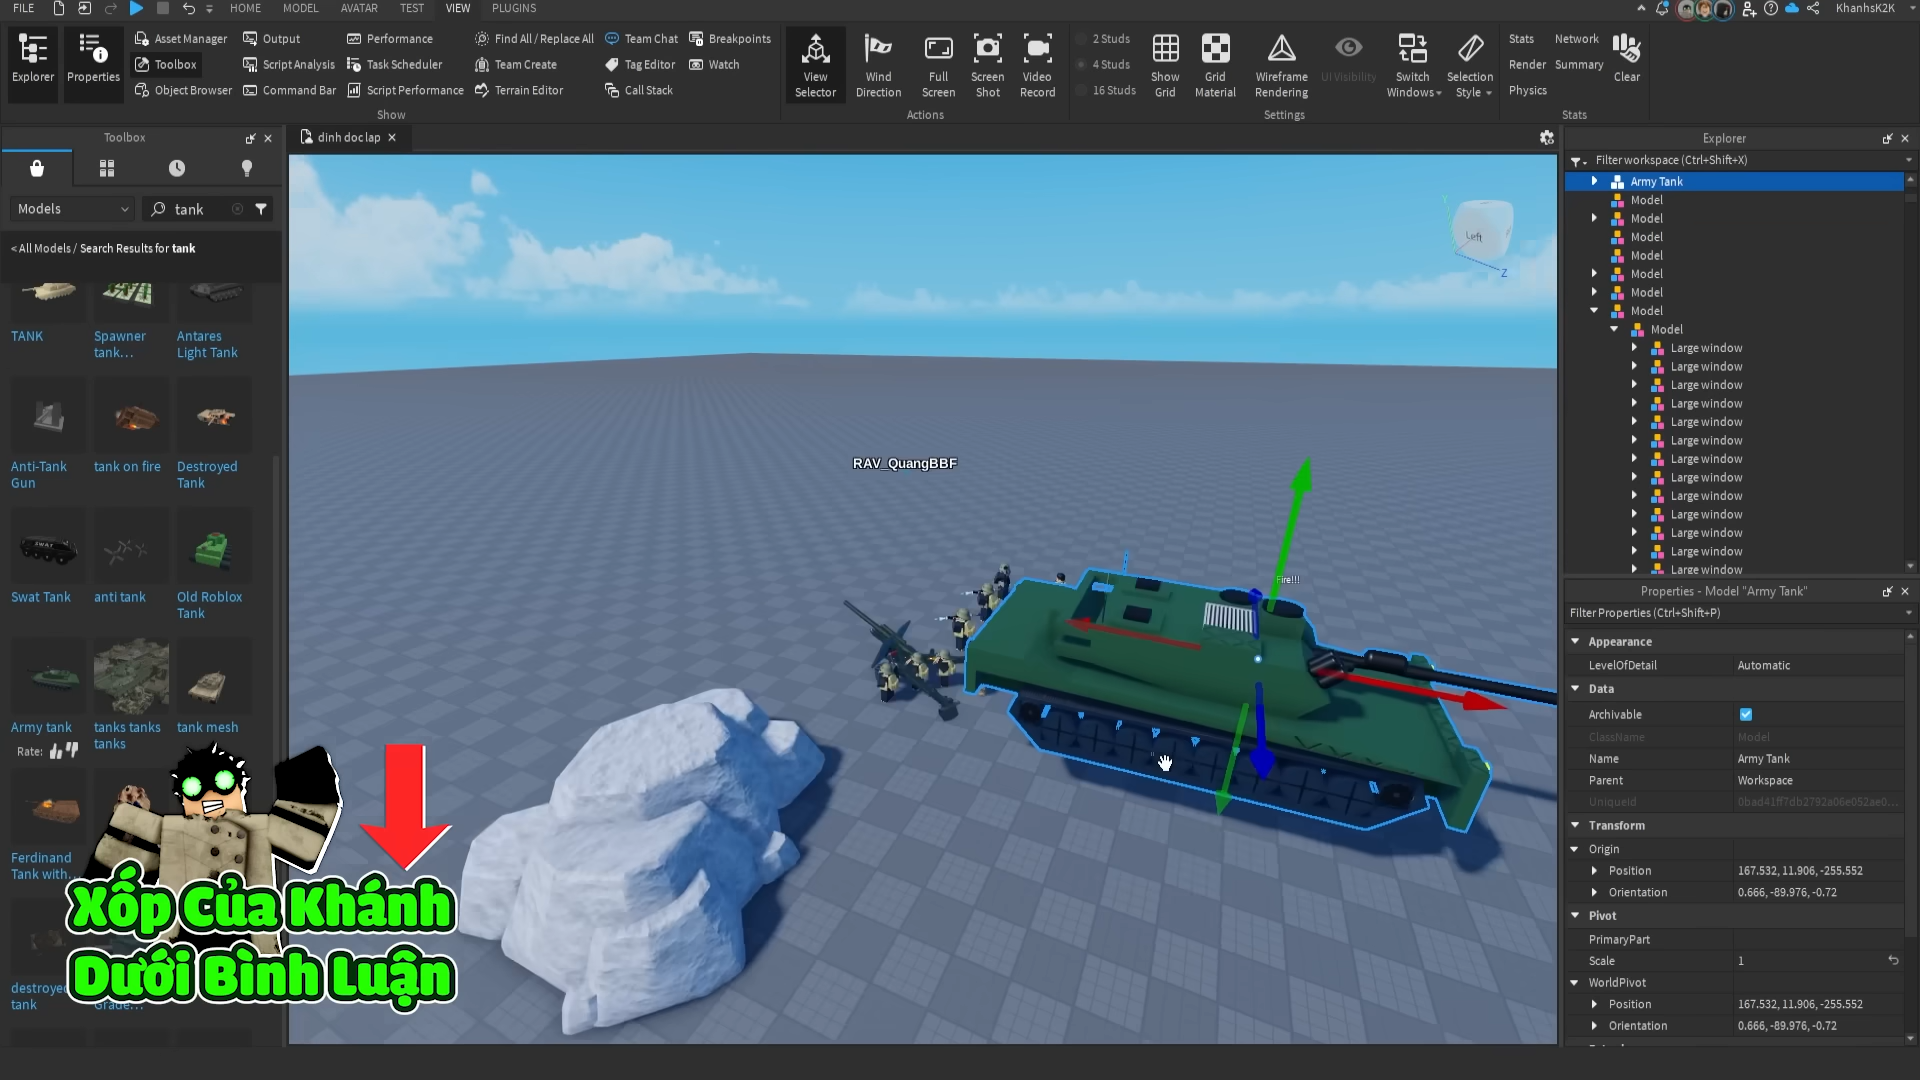 FILE
HOME
MODEL
AVATAR
TEST
VIEW
PLUGINS
KhanhsK2K
Explorer
Properties
Asset Manager
Toolbox
Object Browser
Output
Script Analysis
Command Bar
Performance
Task Scheduler
Script Performance
Find All / Replace All
Team Create
Terrain Editor
Team Chat
Tag Editor
Call Stack
Breakpoints
Watch
Show
View
Selector
Wind
Direction
Full
Screen
Screen
Shot
Video
Record
Actions
2 Studs
4 Studs
16 Studs
Show
Grid
Grid
Material
Wireframe
Rendering
UI Visibility
Switch
Windows
Selection
Style
Settings
Stats
Render
Physics
Network
Summary
Clear
Stats
Toolbox
Models
tank
< All Models / Search Results for tank
TANK
Spawner
tank...
Antares
Light Tank
Anti-Tank
Gun
tank on fire
Destroyed
Tank
SWAT
Swat Tank
anti tank
Old Roblox
Tank
Army tank
tanks tanks
tanks
tank mesh
Rate:
Ferdinand
Tank with...
destroyed
tank
Grade...
Xốp Của Khánh
Dưới Bình Luận
dinh doc lap
RAV_QuangBBF
Fire!!!
Left
Y
Z
Explorer
Filter workspace (Ctrl+Shift+X)
Army Tank
Model
Model
Model
Model
Model
Model
Model
Model
Large window
Large window
Large window
Large window
Large window
Large window
Large window
Large window
Large window
Large window
Large window
Large window
Large window
Properties - Model "Army Tank"
Filter Properties (Ctrl+Shift+P)
Appearance
LevelOfDetail Automatic
Data
Archivable
ClassName Model
Name Army Tank
Parent Workspace
UniqueId 0bad41ff7db2792a06e052ae0...
Transform
Origin
Position 167.532, 11.906, -255.552
Orientation 0.666, -89.976, -0.72
Pivot
PrimaryPart
Scale 1
WorldPivot
Position 167.532, 11.906, -255.552
Orientation 0.666, -89.976, -0.72